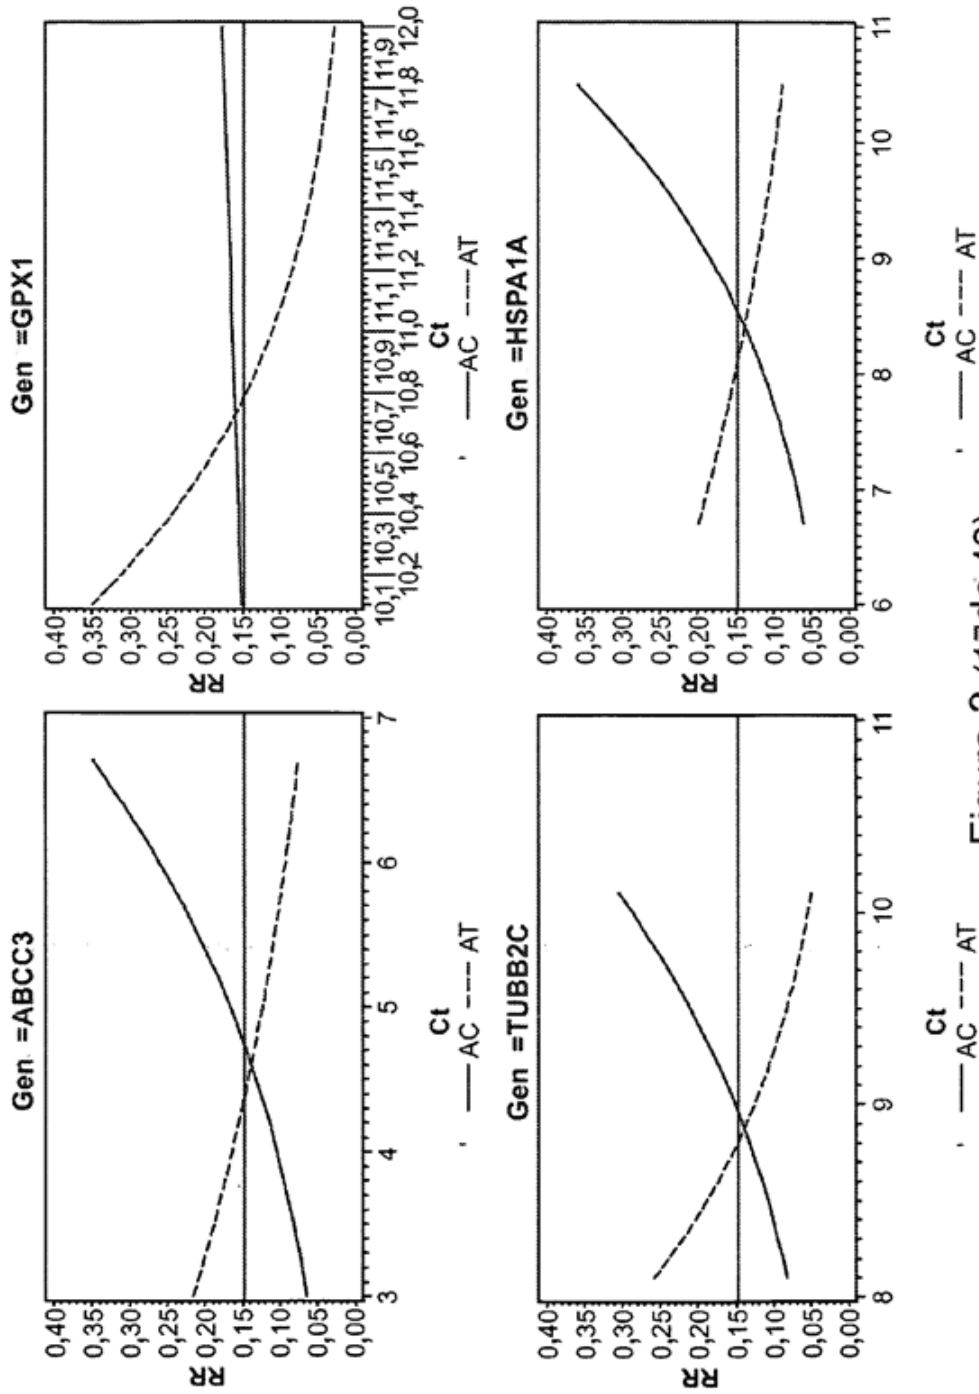 Gen =ABCC3
RR
0,40
0,35
0,30
0,25
0,20
0,15
0,10
0,05
0,00
3 4 5 6 7
Ct
AC AT
Gen =GPX1
RR
0,40
0,35
0,30
0,25
0,20
0,15
0,10
0,05
0,00
10,1 10,3 10,5 10,7 10,9 11,1 11,3 11,5 11,7 11,9
10,2 10,4 10,6 10,8 11,0 11,2 11,4 11,6 11,8 12,0
Ct
AC AT
Gen =TUBB2C
RR
0,40
0,35
0,30
0,25
0,20
0,15
0,10
0,05
0,00
8 9 10 11
Ct
AC AT
Gen =HSPA1A
RR
0,40
0,35
0,30
0,25
0,20
0,15
0,10
0,05
0,00
6 7 8 9 10 11
Ct
AC AT